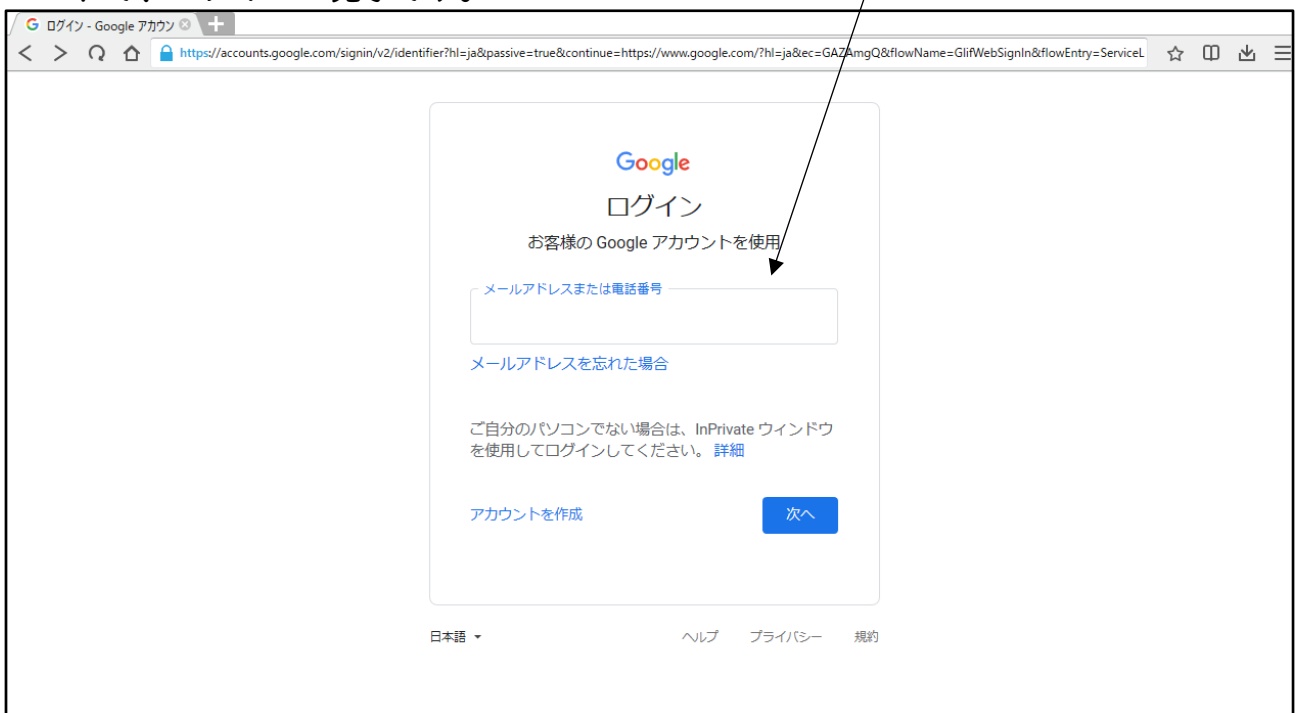 ログイン - Google アカウン
https://accounts.google.com/signin/v2/identifier?hl=ja&passive=true&continue=https://www.google.com/?hl=ja&ec=GAZAmgQ&flowName=GlifWebSignIn&flowEntry=ServiceL
Google
ログイン
お客様の Google アカウントを使用
メールアドレスまたは電話番号
メールアドレスを忘れた場合
ご自分のパソコンでない場合は、InPrivate ウィンドウ
を使用してログインしてください。 詳細
アカウントを作成
次へ
日本語
ヘルプ プライバシー 規約